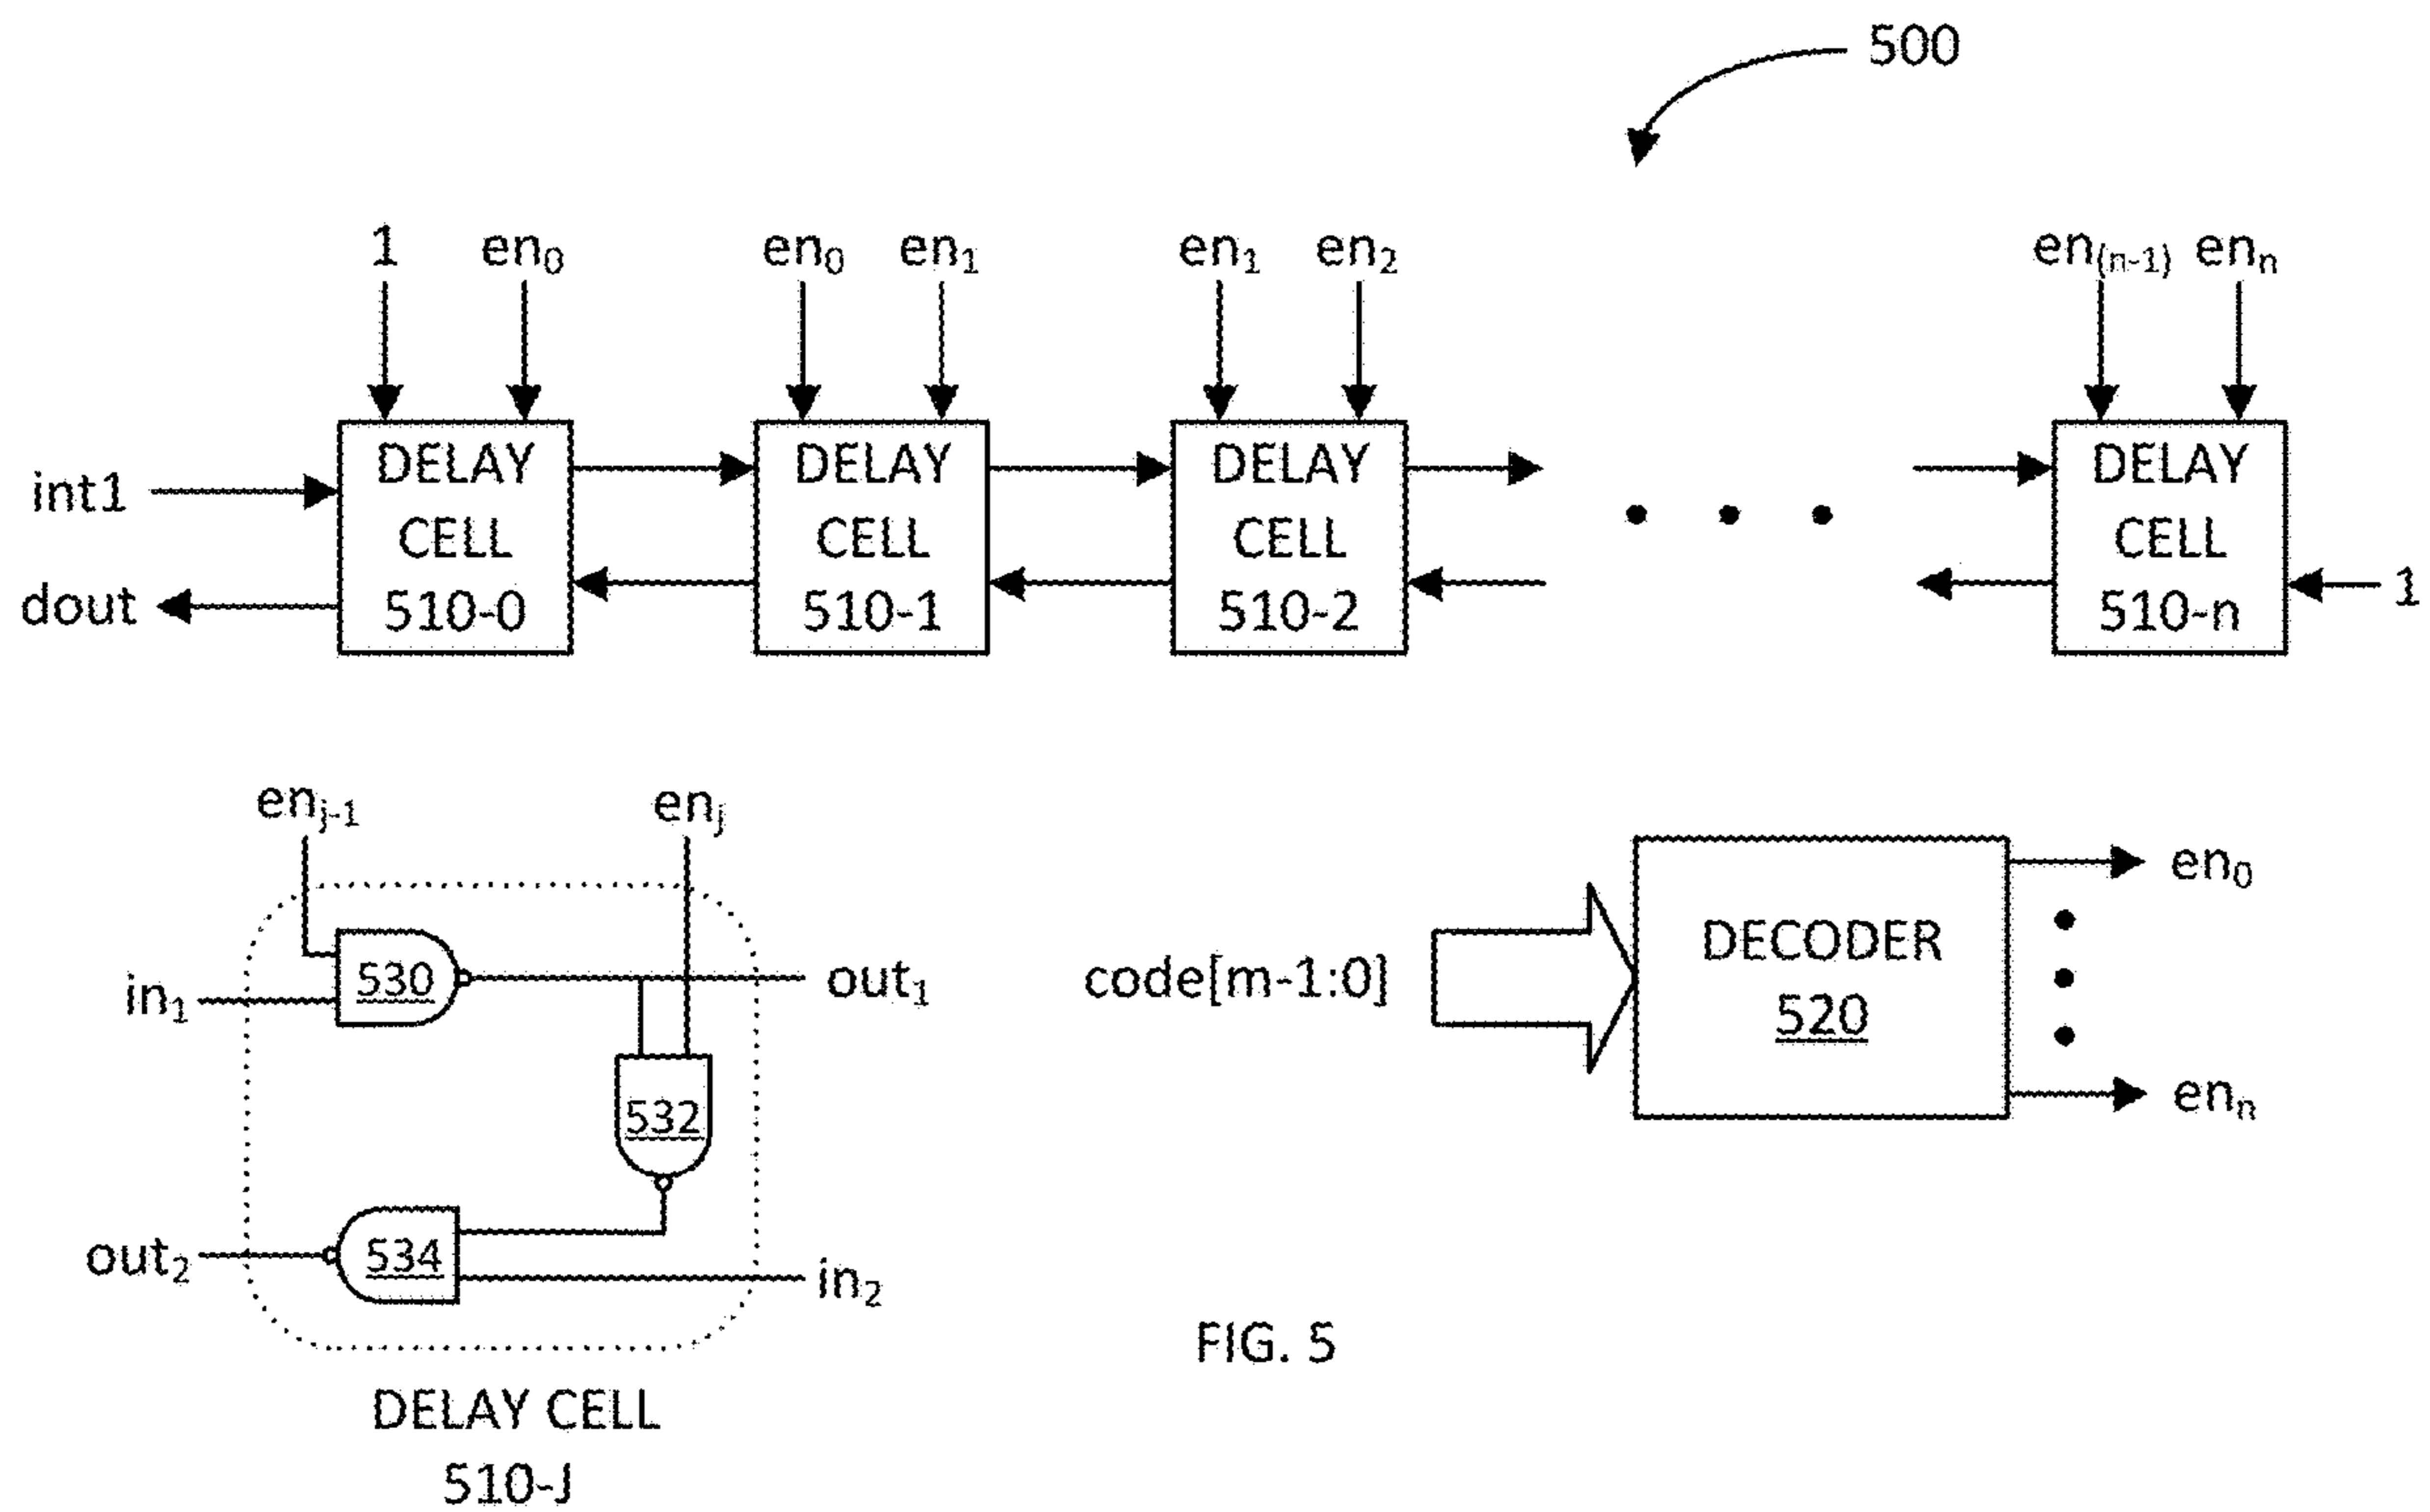 500
1 en₀ en₀ en₁ en₁ en₂ en₍ₙ₋₁₎ enₙ
int1
dout
DELAY CELL 510-0
DELAY CELL 510-1
DELAY CELL 510-2
DELAY CELL 510-n
1
enⱼ₋₁ enⱼ
in₁
530
out₁
532
out₂
534
in₂
DELAY CELL
510-J
code[m-1:0]
DECODER
520
en₀
enₙ
FIG. 5